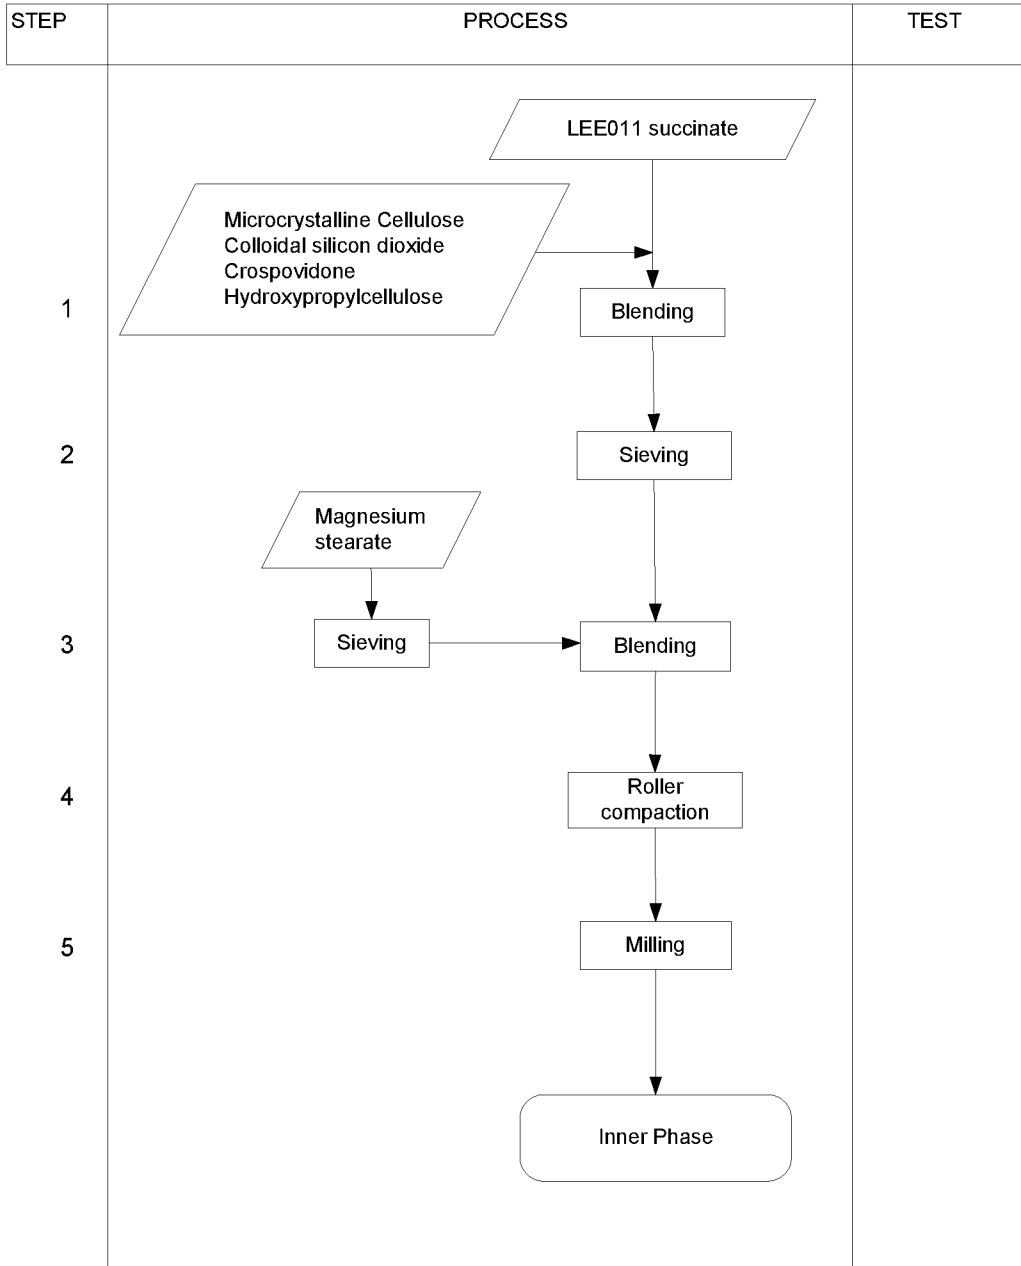 STEP
PROCESS
TEST
LEE011 succinate
Microcrystalline Cellulose
Colloidal silicon dioxide
Crospovidone
Hydroxypropylcellulose
1
Blending
2
Sieving
Magnesium
stearate
3
Sieving
Blending
4
Roller
compaction
5
Milling
Inner Phase